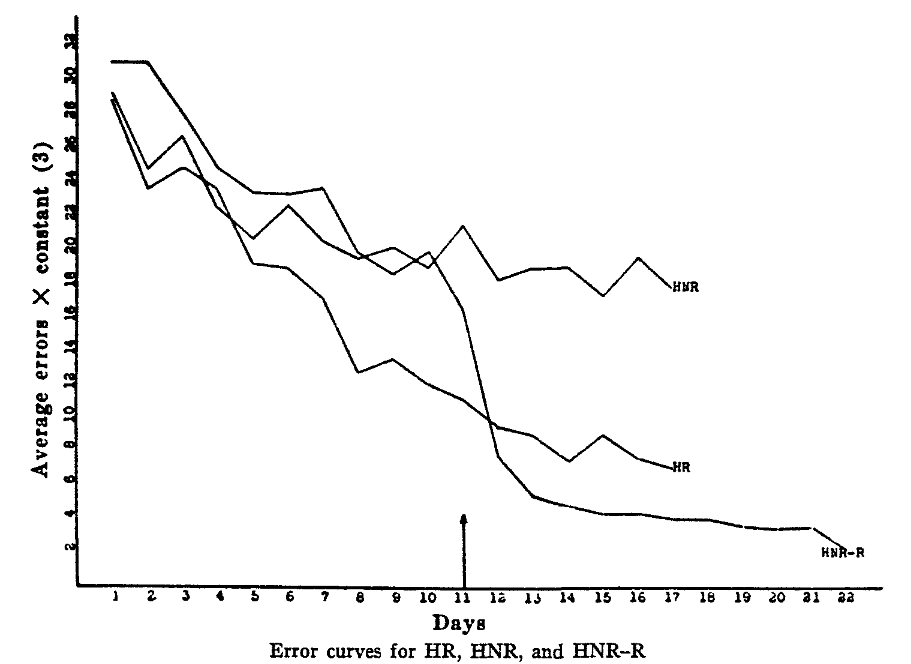 32
30
28
26
24
22
20
18
16
14
12
10
8
6
4
2
Average errors X constant (3)
HNR
HR
HNR-R
1 2 3 4 5 6 7 8 9 10 11 12 13 14 15 16 17 18 19 20 21 22
Days
Error curves for HR, HNR, and HNR-R